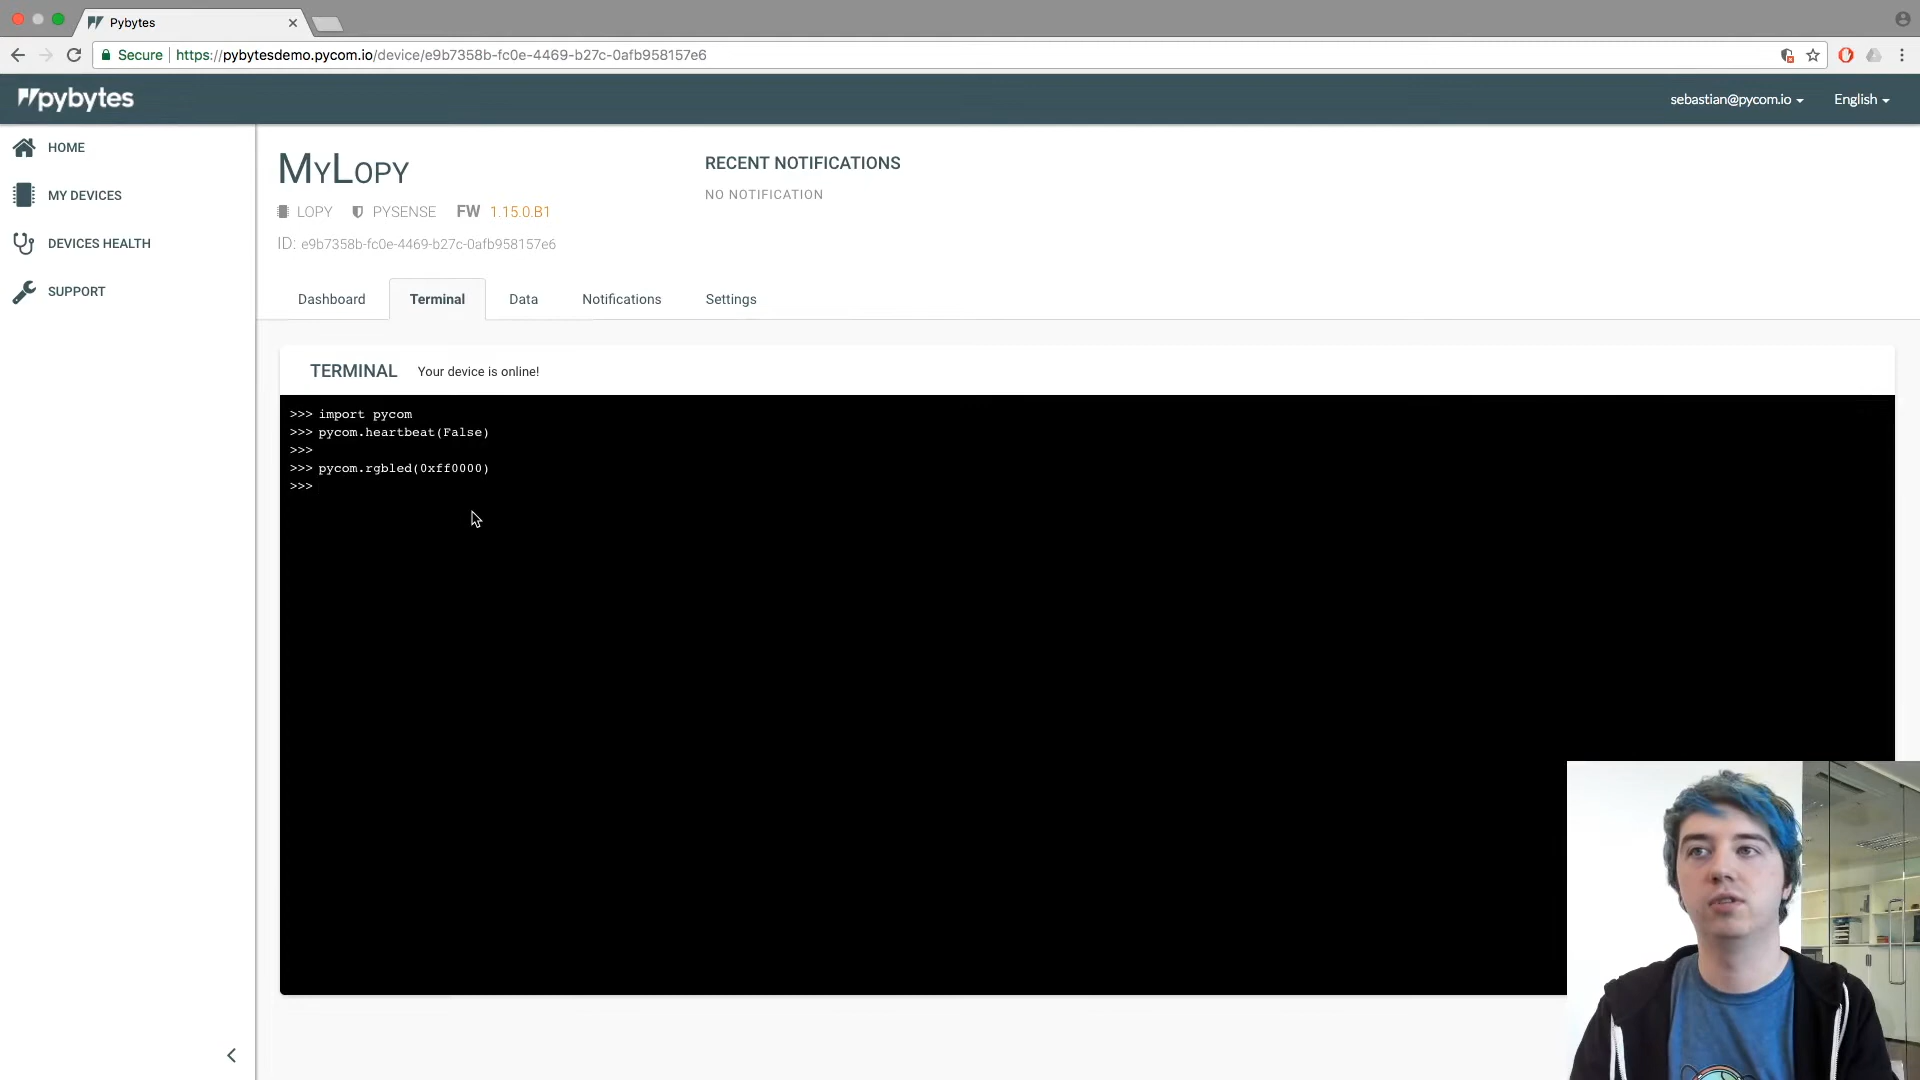 Pybytes
Secure
https://pybytesdemo.pycom.io/device/e9b7358b-fc0e-4469-b27c-0afb958157e6
pybytes
sebastian@pycom.io
English
HOME
MY DEVICES
DEVICES HEALTH
SUPPORT
MyLopy
LOPY PYSENSE FW 1.15.0.B1
ID: e9b7358b-fc0e-4469-b27c-0afb958157e6
RECENT NOTIFICATIONS
NO NOTIFICATION
Dashboard Terminal Data Notifications Settings
TERMINAL Your device is online!
>>> import pycom
>>> pycom.heartbeat(False)
>>>
>>> pycom.rgbled(0xff0000)
>>>